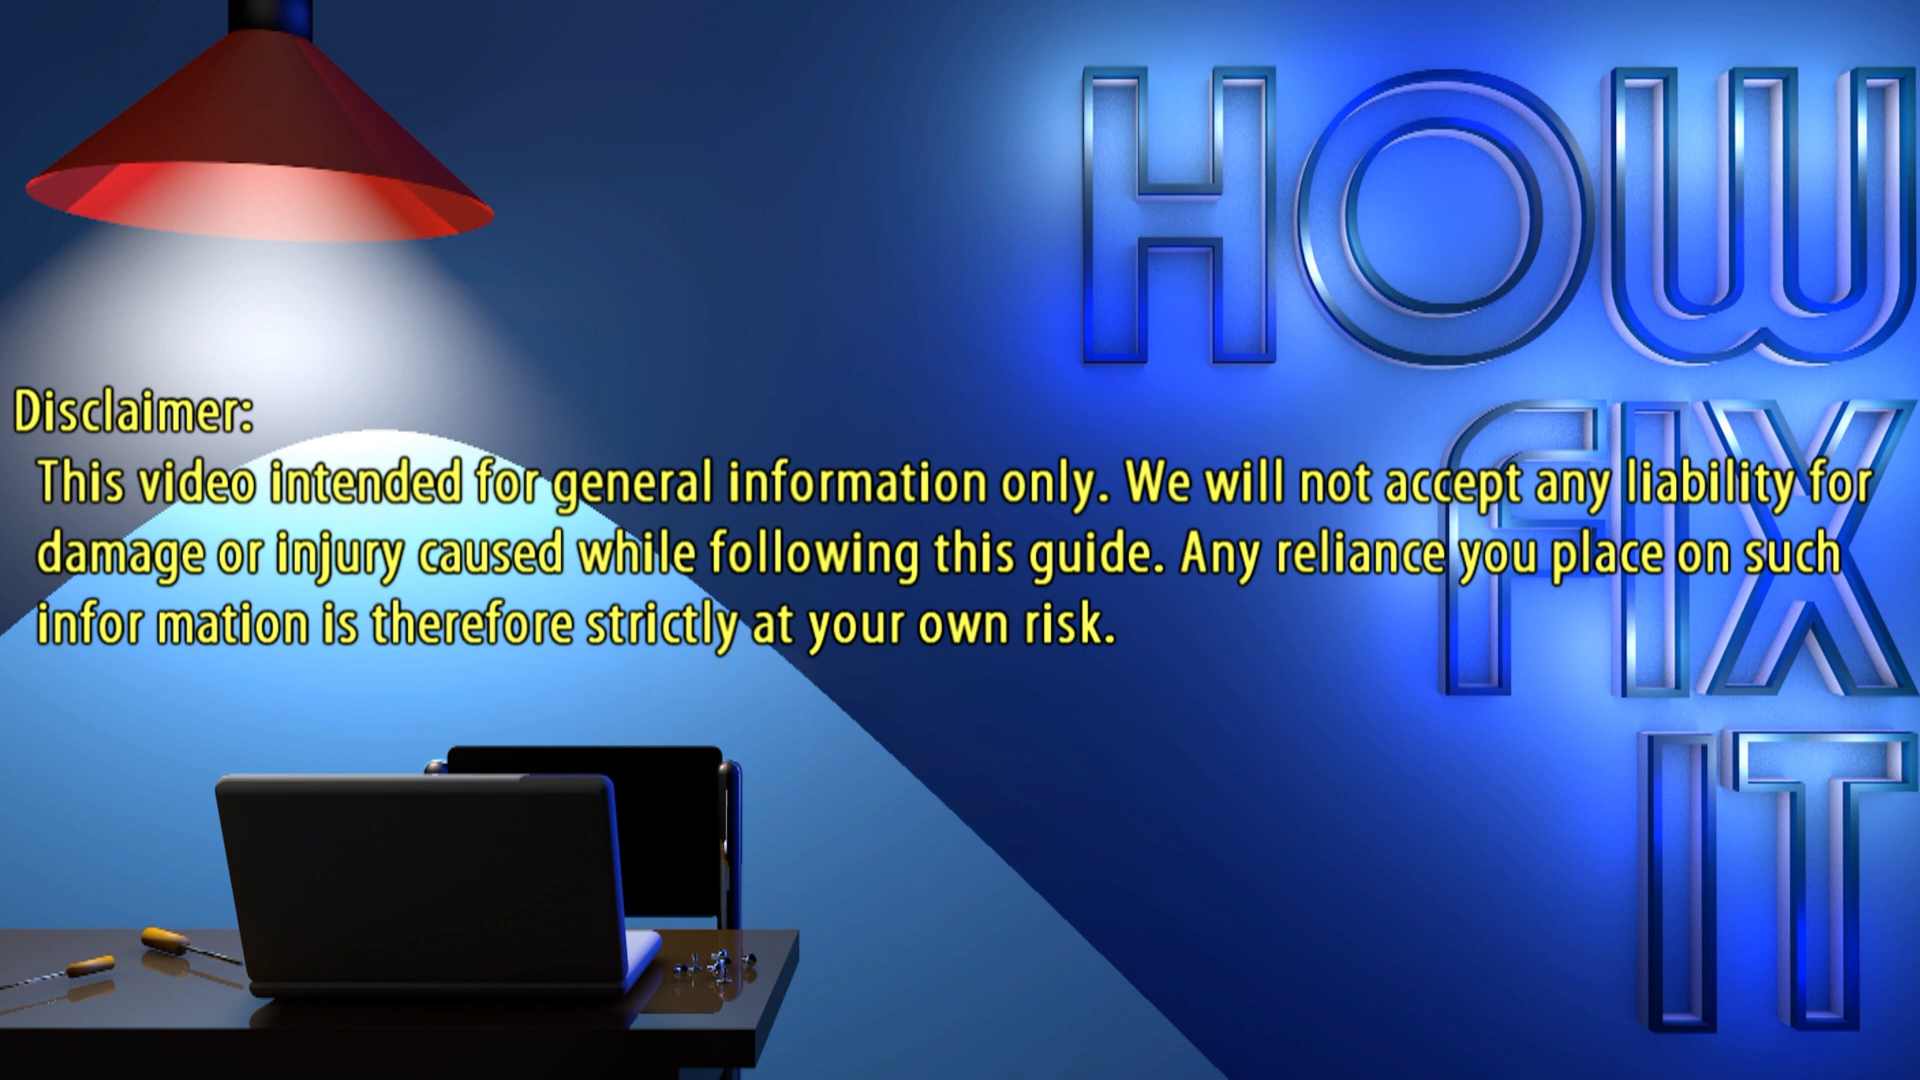 HOW
Disclaimer:
FIX
This video intended for general information only. We will not accept any liability for
damage or injury caused while following this guide. Any reliance you place on such
infor mation is therefore strictly at your own risk.
IT